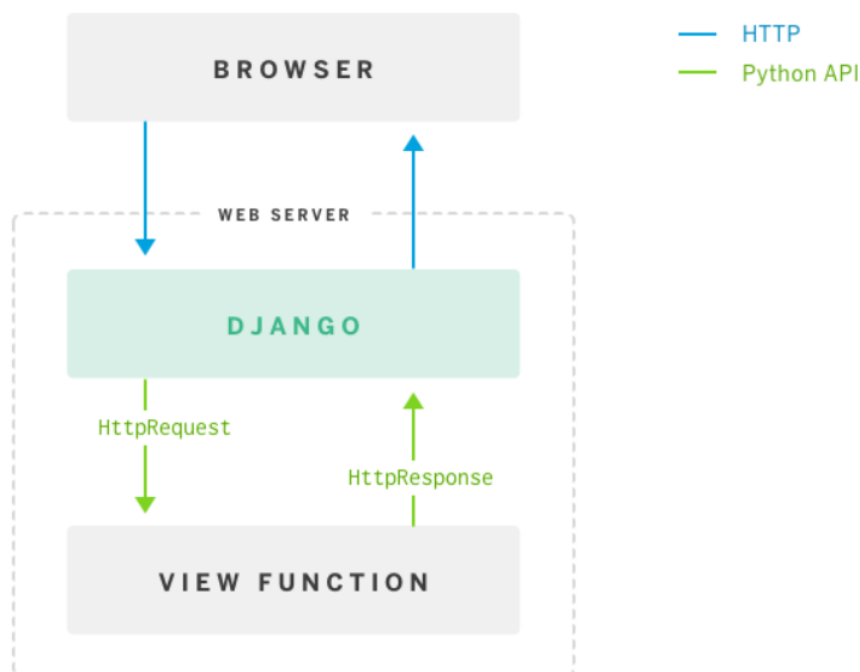 BROWSER
HTTP
Python API
WEB SERVER
DJANGO
HttpRequest
HttpResponse
VIEW FUNCTION